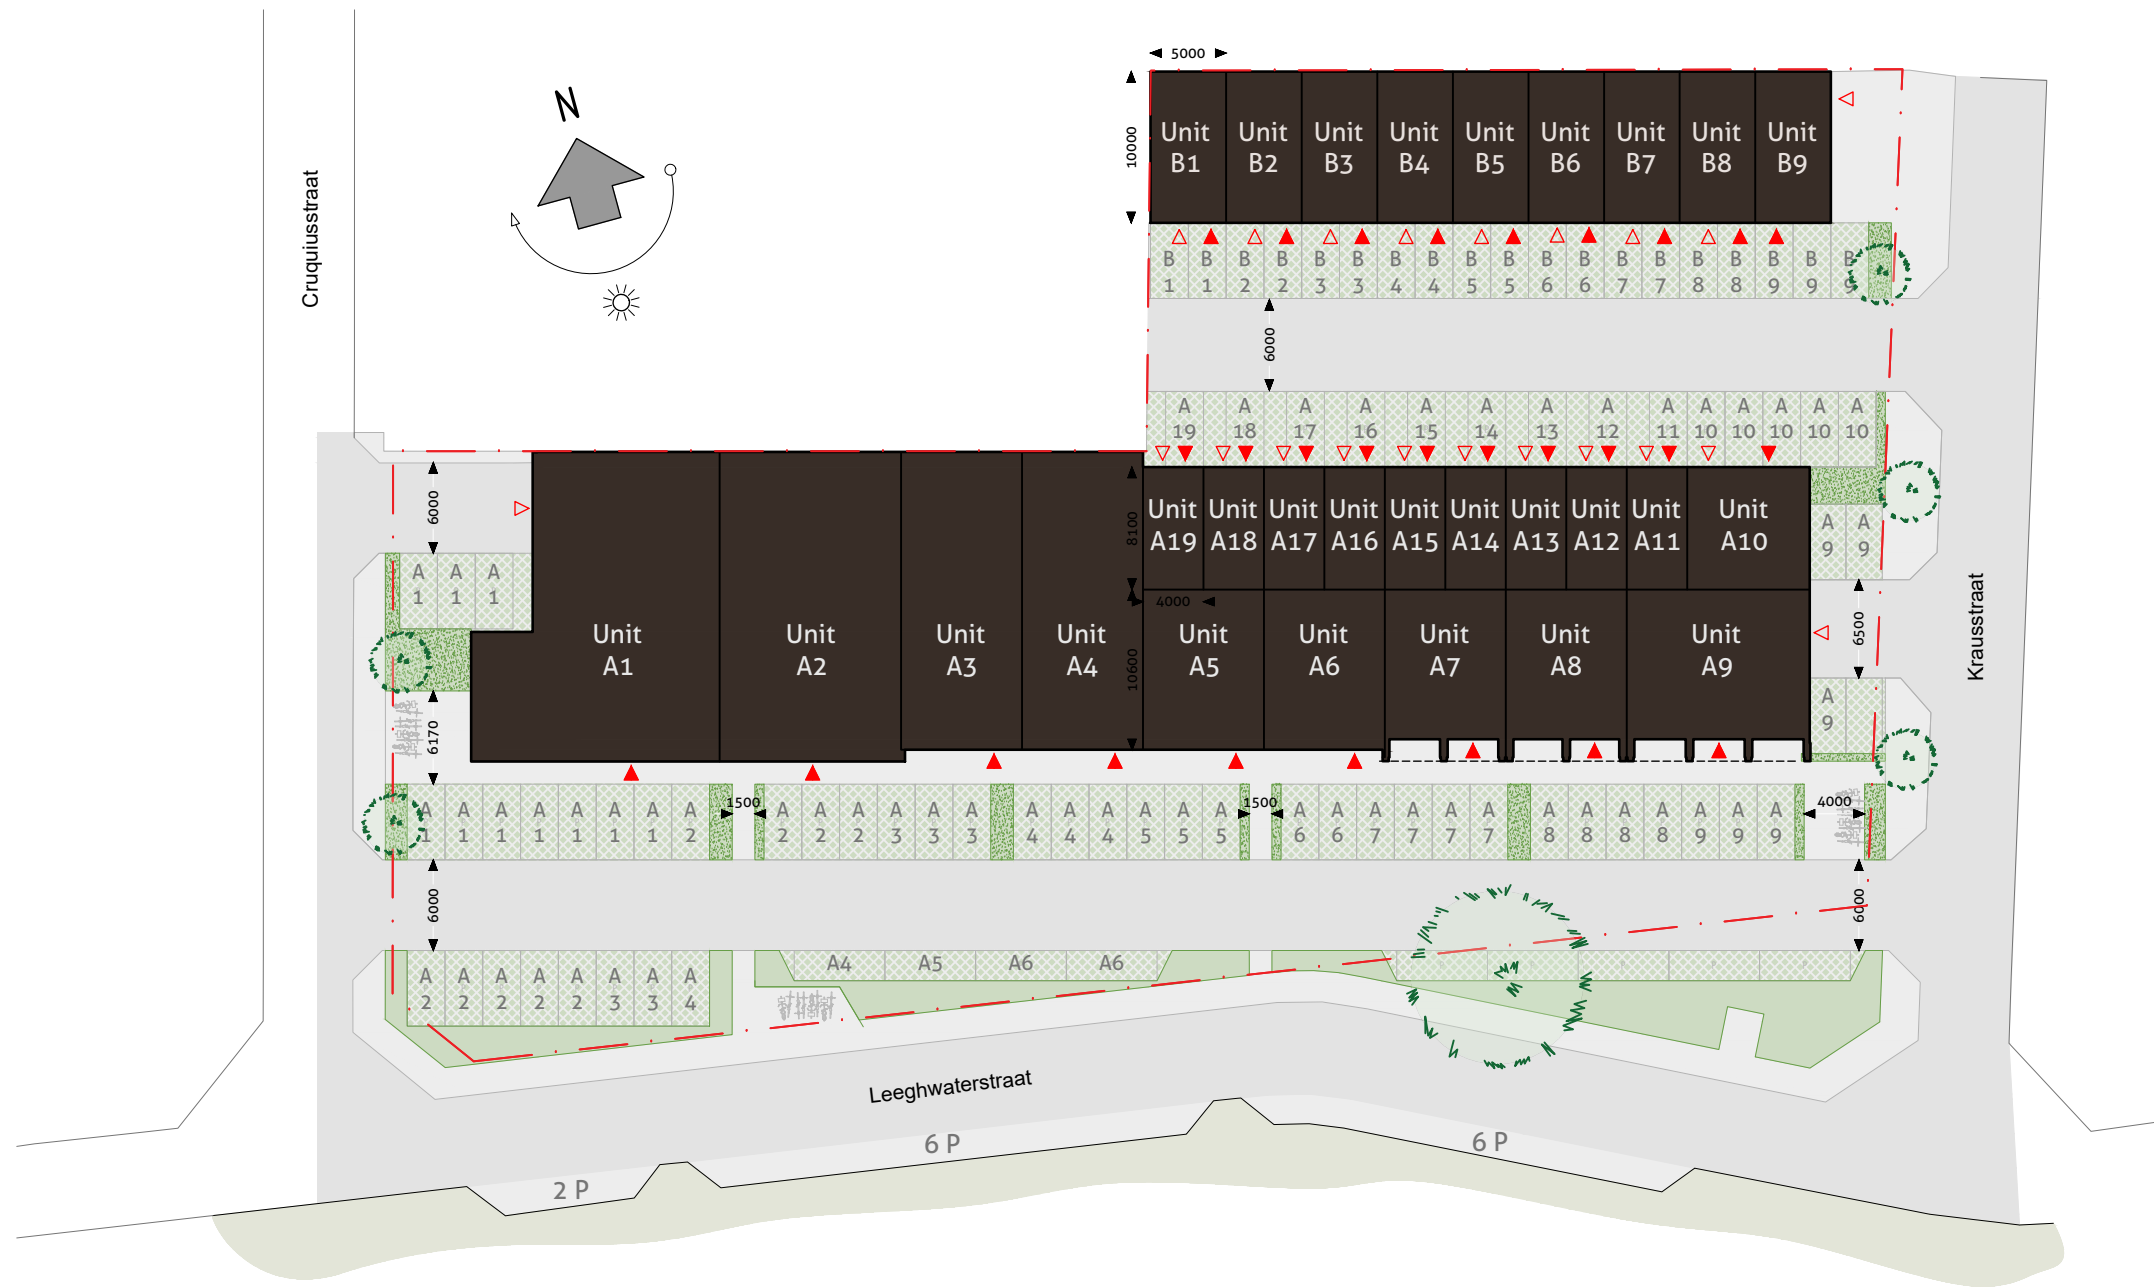 5000
N
10000
Unit Unit Unit Unit Unit Unit Unit Unit Unit
B1 B2 B3 B4 B5 B6 B7 B8 B9
Cruquiusstraat
B B B B B B B B B B B B B B B B B B B
1 1 2 2 3 3 4 4 5 5 6 6 7 7 8 8 9 9 9
6000
A A A A A A A A A A A A A A
19 18 17 16 15 14 13 12 11 10 10 10 10 10
6000
8100
Unit Unit Unit Unit Unit Unit Unit Unit Unit Unit
A19 A18 A17 A16 A15 A14 A13 A12 A11 A10
A A
9 9
A A A
1 1 1
4000
Krausstraat
6500
Unit Unit Unit Unit Unit Unit Unit Unit Unit
A1 A2 A3 A4 A5 A6 A7 A8 A9
10600
6170
A
9
1500
1500
4000
A A A A A A A A A A A A A A A A A A A A A A A A A A A A A A A A A
1 1 1 1 1 1 1 2 2 2 2 3 3 3 4 4 4 5 5 5 6 6 7 7 7 7 8 8 8 8 9 9 9
6000
6000
A A A A A A A A
2 2 2 2 2 3 3 4
A4 A5 A6 A6
Leeghwaterstraat
6 P
6 P
2 P